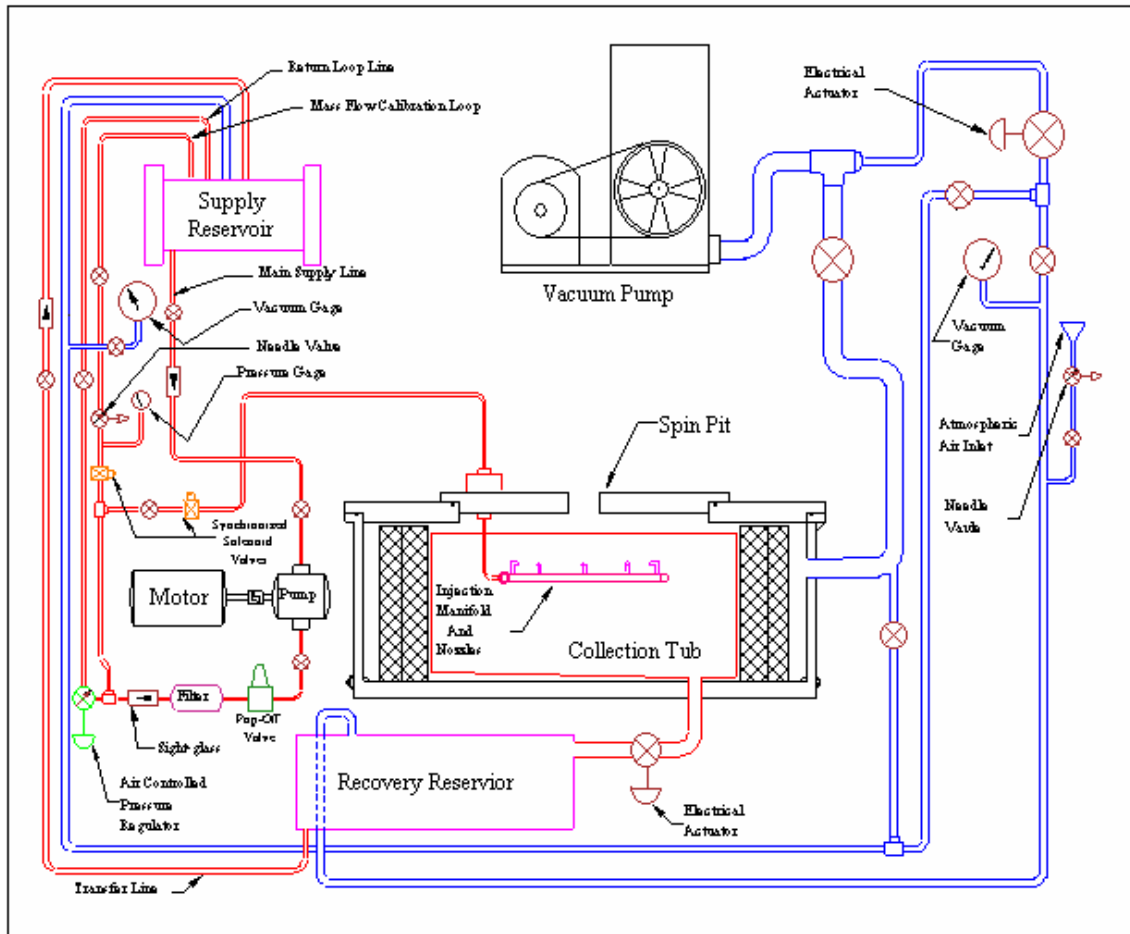 Return Loop Line
Mass Flow Calibration Loop
Electrical
Actuator
Supply
Reservoir
Main Supply Line
Vacuum Gage
Needle Valve
Pressure Gage
Vacuum Pump
Vacuum
Gage
Atmospheric
Air Inlet
Needle
Vavle
Spin Pit
Synchronized
Solenoid
Valves
Motor
Pump
Injection
Manifold
And
Nozzles
Collection Tub
Filter
Pop-Off
Valve
Sight-glass
Air Controlled
Pressure
Regulator
Recovery Reservior
Electrical
Actuator
Transfer Line